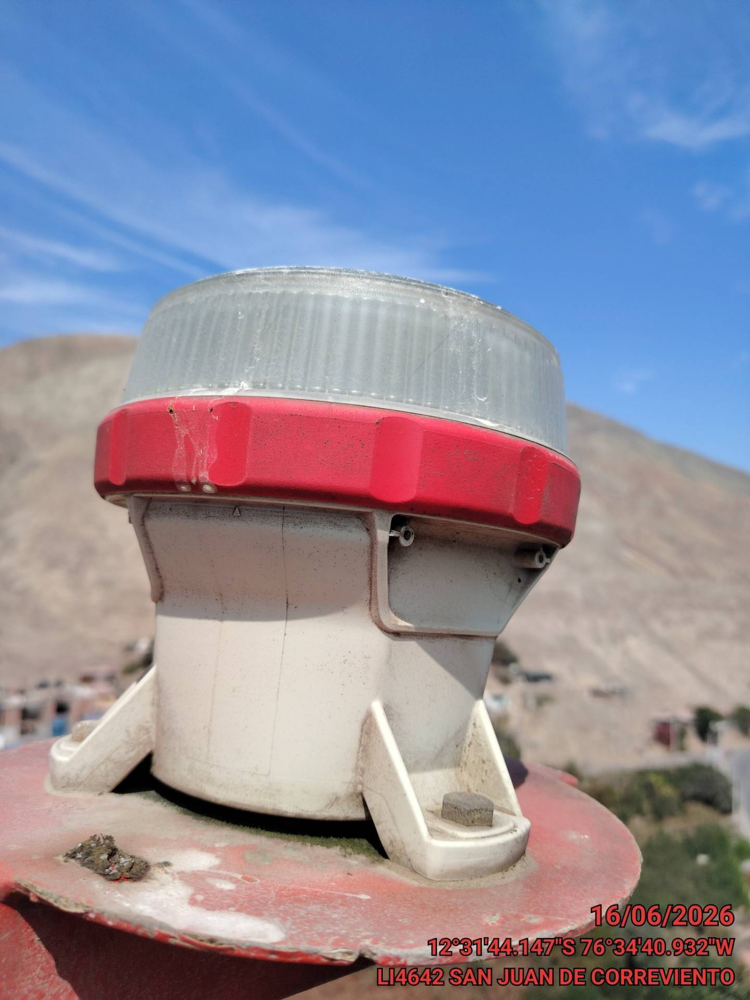 16/06/2026
12°31'44.147"S 76°34'40.932"W
LI4642 SAN JUAN DE CORREVIENTO